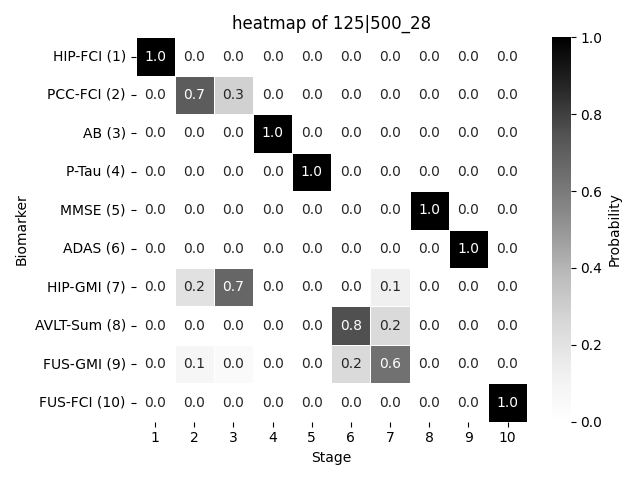 heatmap of 125|500_28
HIP-FCI (1) 1.0 0.0 0.0 0.0 0.0 0.0 0.0 0.0 0.0 0.0
PCC-FCI (2) 0.0 0.7 0.3 0.0 0.0 0.0 0.0 0.0 0.0 0.0
AB (3) 0.0 0.0 0.0 1.0 0.0 0.0 0.0 0.0 0.0 0.0
P-Tau (4) 0.0 0.0 0.0 0.0 1.0 0.0 0.0 0.0 0.0 0.0
MMSE (5) 0.0 0.0 0.0 0.0 0.0 0.0 0.0 1.0 0.0 0.0
ADAS (6) 0.0 0.0 0.0 0.0 0.0 0.0 0.0 0.0 1.0 0.0
HIP-GMI (7) 0.0 0.2 0.7 0.0 0.0 0.0 0.1 0.0 0.0 0.0
AVLT-Sum (8) 0.0 0.0 0.0 0.0 0.0 0.8 0.2 0.0 0.0 0.0
FUS-GMI (9) 0.0 0.1 0.0 0.0 0.0 0.2 0.6 0.0 0.0 0.0
FUS-FCI (10) 0.0 0.0 0.0 0.0 0.0 0.0 0.0 0.0 0.0 1.0
1 2 3 4 5 6 7 8 9 10
Stage
Biomarker
1.0
0.8
0.6
0.4
0.2
0.0
Probability